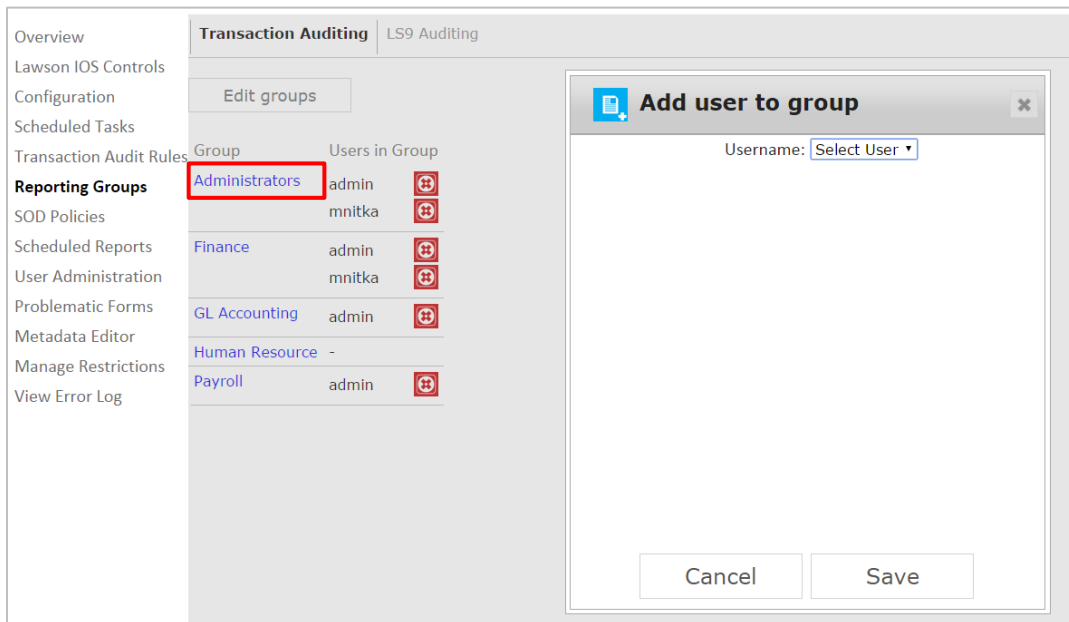 Overview
Lawson IOS Controls
Configuration
Scheduled Tasks
Transaction Audit Rules
Reporting Groups
SOD Policies
Scheduled Reports
User Administration
Problematic Forms
Metadata Editor
Manage Restrictions
View Error Log
Transaction Auditing LS9 Auditing
Edit groups
Group Users in Group
Administrators admin
mnitka
Finance admin
mnitka
GL Accounting admin
Human Resource -
Payroll admin
Add user to group
Username: Select User
Cancel Save